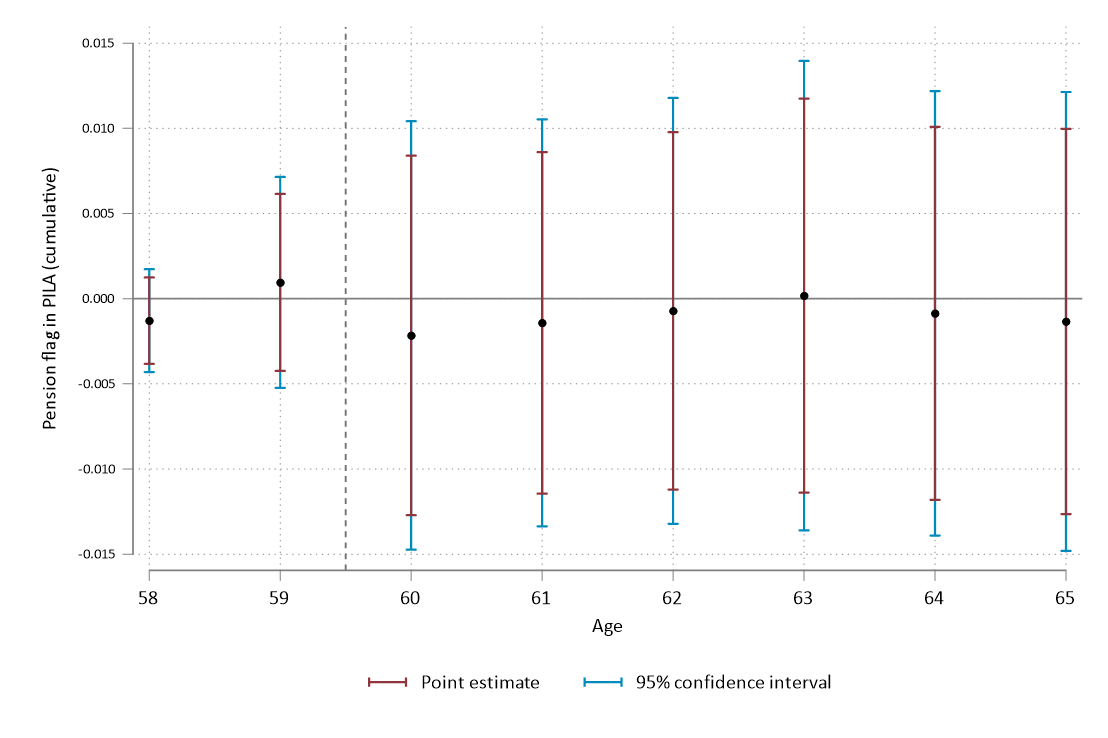 Pension flag in PILA (cumulative)
0.015
0.010
0.005
0.000
-0.005
-0.010
-0.015
58 59 60 61 62 63 64 65
Age
Point estimate 95% confidence interval